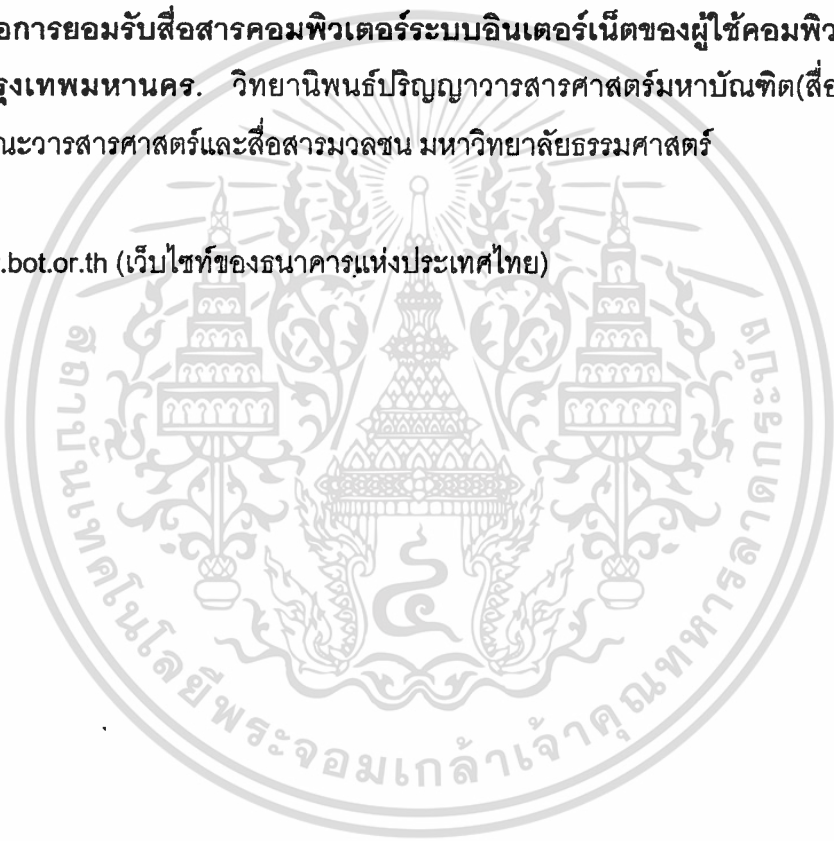 อการยอมรับสื่อสารคอมพิวเตอร์ระบบอินเตอร์เน็ตของผู้ใช้คอมพิว
รุงเทพมหานคร. วิทยานิพนธ์ปริญญาวารสารศาสตร์มหาบัณฑิต(สื่อ
ณะวารสารศาสตร์และสื่อสารมวลชน มหาวิทยาลัยธรรมศาสตร์
.bot.or.th (เว็บไซท์ของธนาคารแห่งประเทศไทย)
สถาบันเทคโนโลยีพระจอมเกล้าเจ้าคุณทหารลาดกระบัง